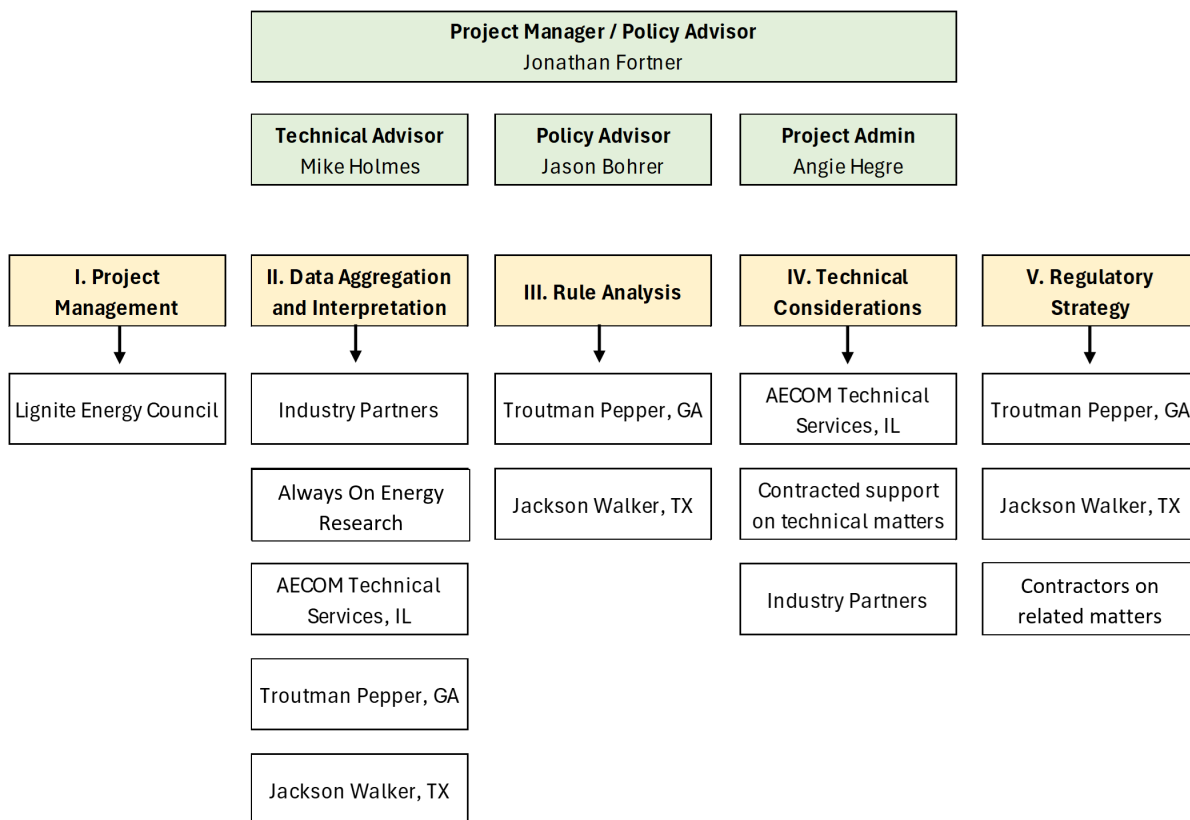 Project Manager / Policy Advisor
Jonathan Fortner
Technical Advisor
Mike Holmes
Policy Advisor
Jason Bohrer
Project Admin
Angie Hegre
I. Project
Management
II. Data Aggregation
and Interpretation
III. Rule Analysis
IV. Technical
Considerations
V. Regulatory
Strategy
Lignite Energy Council
Industry Partners
Always On Energy
Research
AECOM Technical
Services, IL
Troutman Pepper, GA
Jackson Walker, TX
Troutman Pepper, GA
Jackson Walker, TX
AECOM Technical
Services, IL
Contracted support
on technical matters
Industry Partners
Troutman Pepper, GA
Jackson Walker, TX
Contractors on
related matters